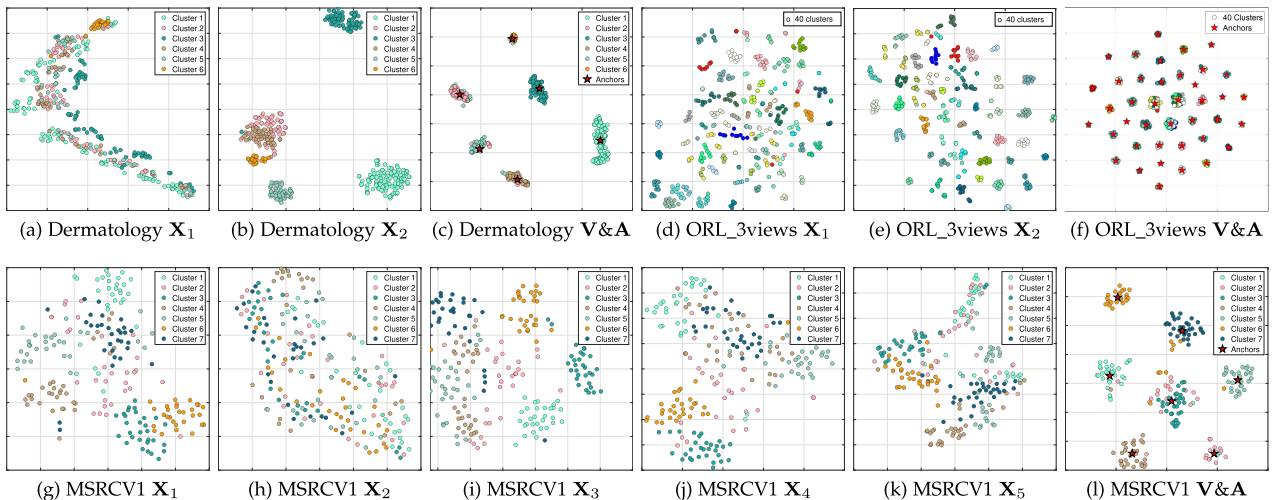 Cluster 1
Cluster 2
Cluster 3
Cluster 4
Cluster 5
Cluster 6
Cluster 1
Cluster 2
Cluster 3
Cluster 4
Cluster 5
Cluster 6
Cluster 1
Cluster 2
Cluster 3
Cluster 4
Cluster 5
Cluster 6
Anchors
40 clusters
40 clusters
40 Clusters
Anchors
(a) Dermatology X₁
(b) Dermatology X₂
(c) Dermatology V&A
(d) ORL_3views X₁
(e) ORL_3views X₂
(f) ORL_3views V&A
Cluster 1
Cluster 2
Cluster 3
Cluster 4
Cluster 5
Cluster 6
Cluster 7
Cluster 1
Cluster 2
Cluster 3
Cluster 4
Cluster 5
Cluster 6
Cluster 7
Cluster 1
Cluster 2
Cluster 3
Cluster 4
Cluster 5
Cluster 6
Cluster 7
Cluster 1
Cluster 2
Cluster 3
Cluster 4
Cluster 5
Cluster 6
Cluster 7
Cluster 1
Cluster 2
Cluster 3
Cluster 4
Cluster 5
Cluster 6
Cluster 7
Cluster 1
Cluster 2
Cluster 3
Cluster 4
Cluster 5
Cluster 6
Cluster 7
Anchors
(g) MSRCV1 X₁
(h) MSRCV1 X₂
(i) MSRCV1 X₃
(j) MSRCV1 X₄
(k) MSRCV1 X₅
(l) MSRCV1 V&A